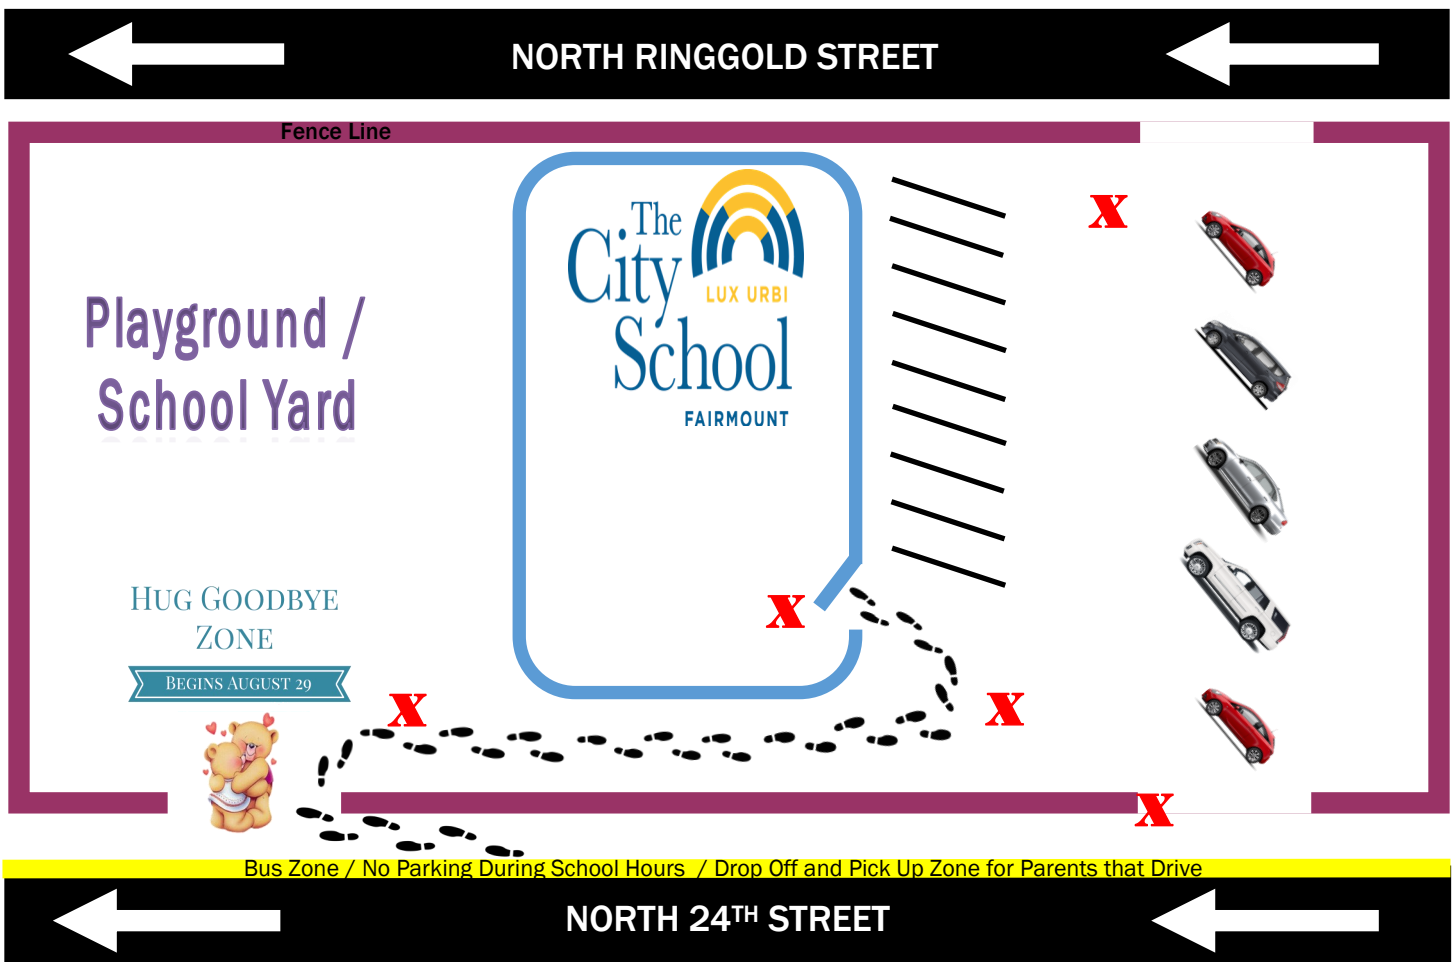 NORTH RINGGOLD STREET
Fence Line
The
City
LUX URBI
School
FAIRMOUNT
Playground /
School Yard
HUG GOODBYE
ZONE
BEGINS AUGUST 29
X
X
X
X
X
Bus Zone / No Parking During School Hours / Drop Off and Pick Up Zone for Parents that Drive
NORTH 24TH STREET